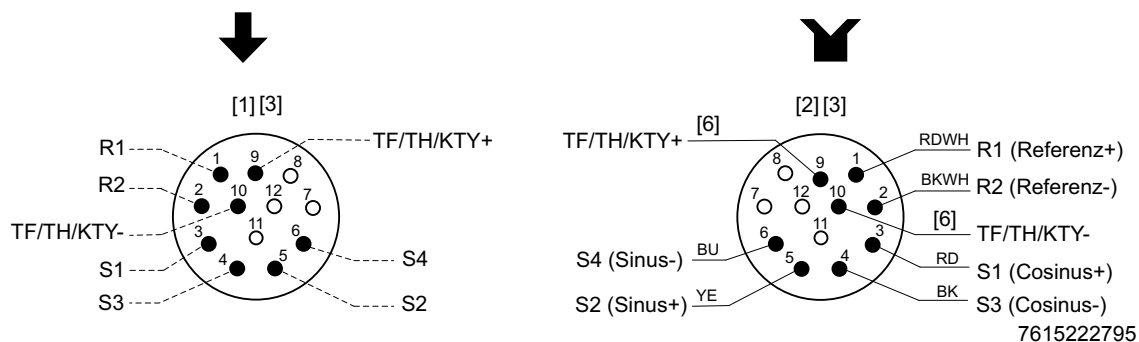 [1] [3]
R1
TF/TH/KTY+
1
9
8
R2
2
10
12
7
TF/TH/KTY-
11
3
6
S1
4
5
S4
S3
S2
[2] [3]
TF/TH/KTY+ [6]
RDWH R1 (Referenz+)
8
9
1
BKWH R2 (Referenz-)
7
12
10
2
[6] TF/TH/KTY-
11
6
3
S4 (Sinus-) BU
RD S1 (Cosinus+)
5
4
S2 (Sinus+) YE
BK S3 (Cosinus-)
7615222795